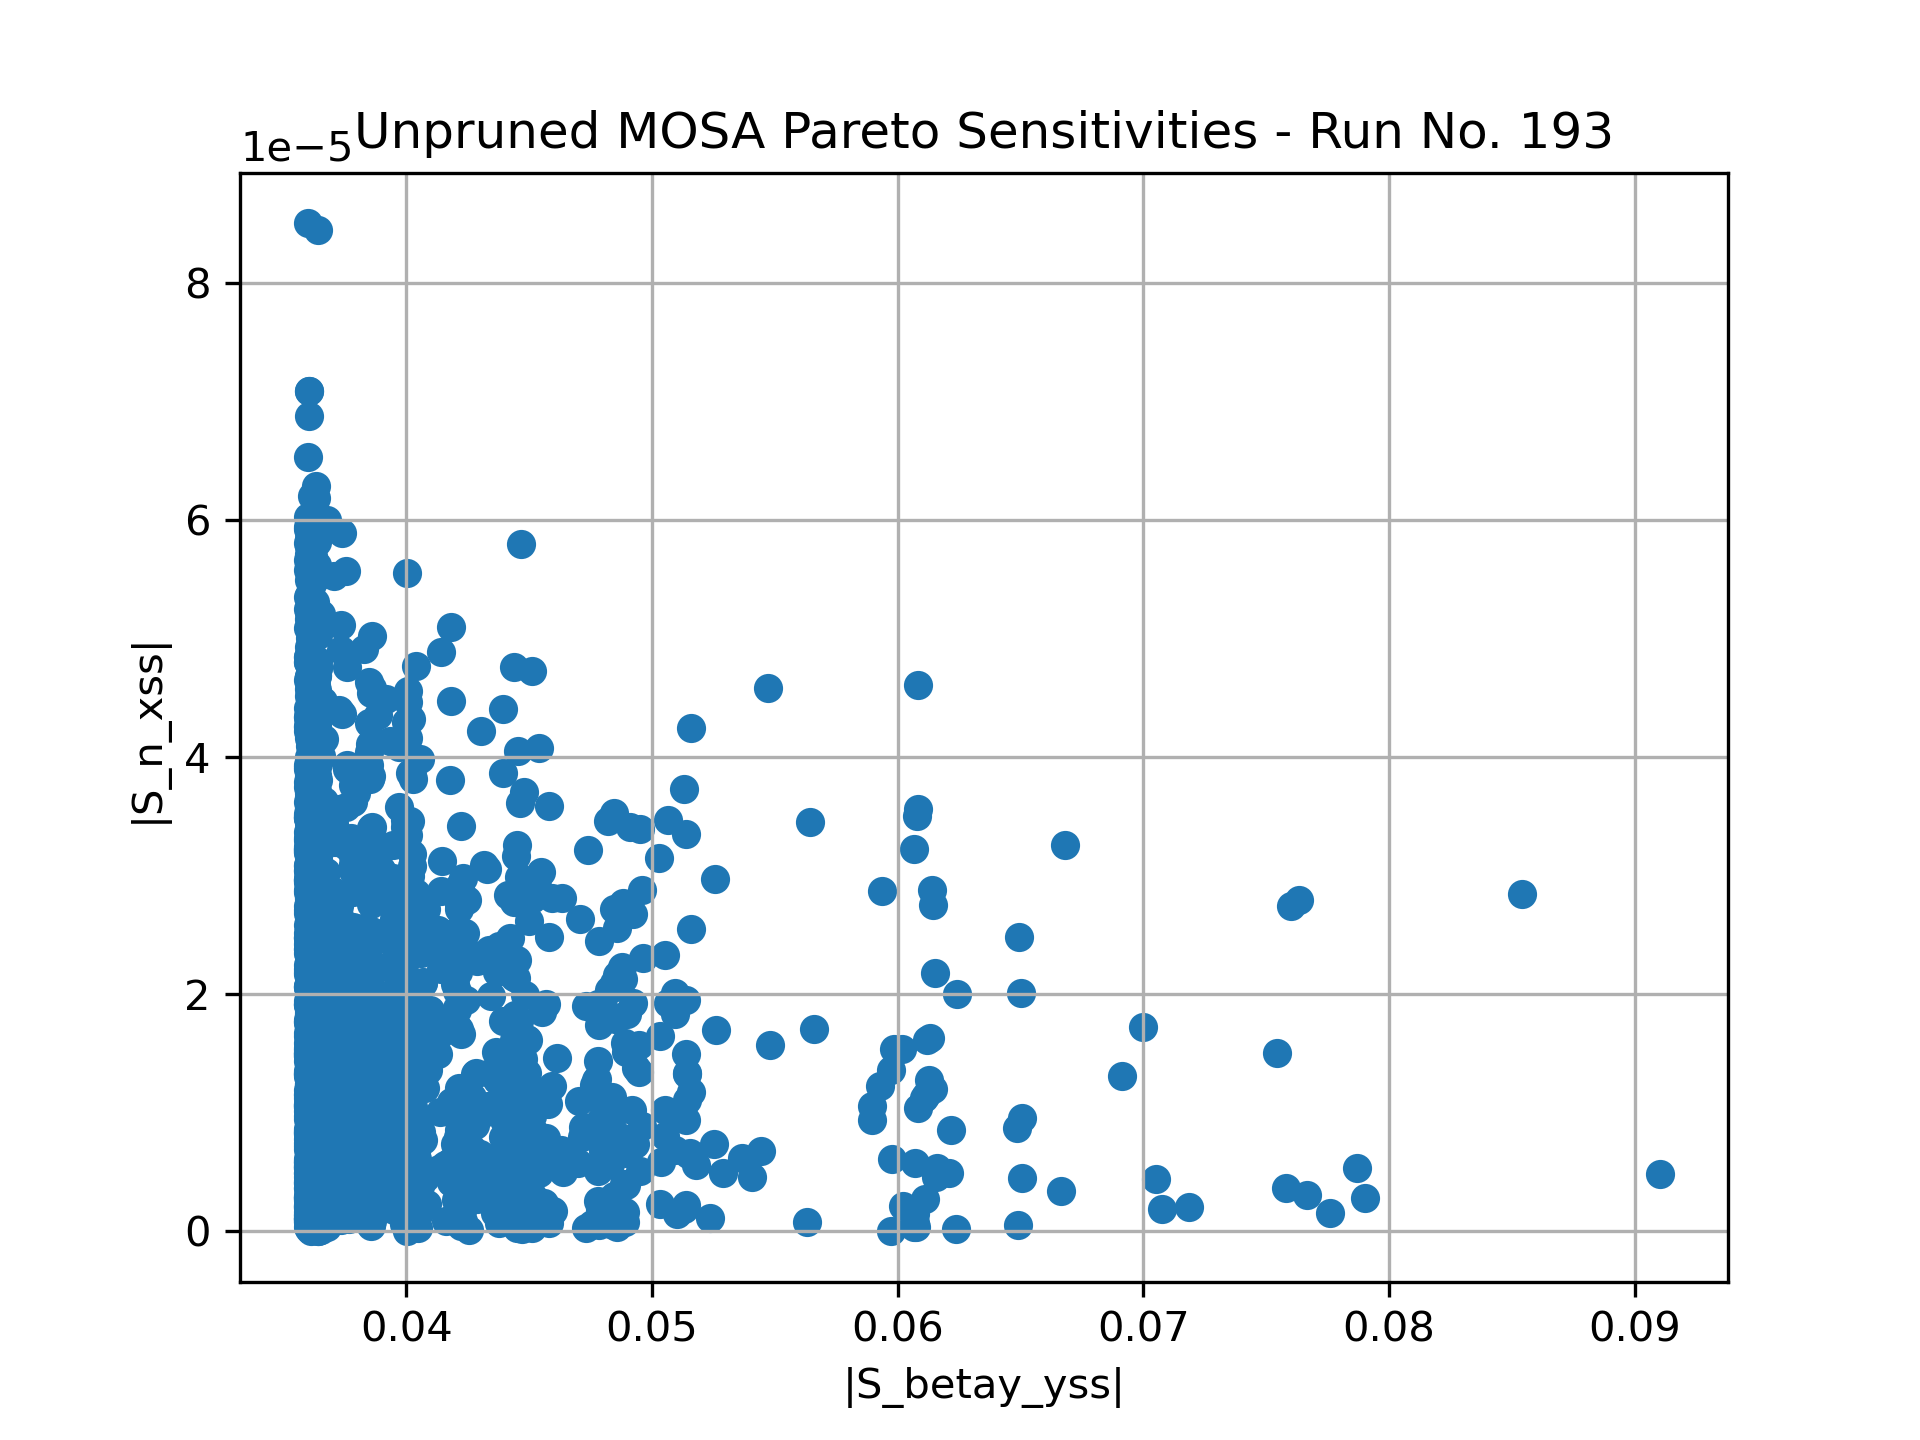 Unpruned MOSA Pareto Sensitivities - Run No. 193
1e−5
8
6
4
2
0
|S_n_xss|
0.04 0.05 0.06 0.07 0.08 0.09
|S_betay_yss|